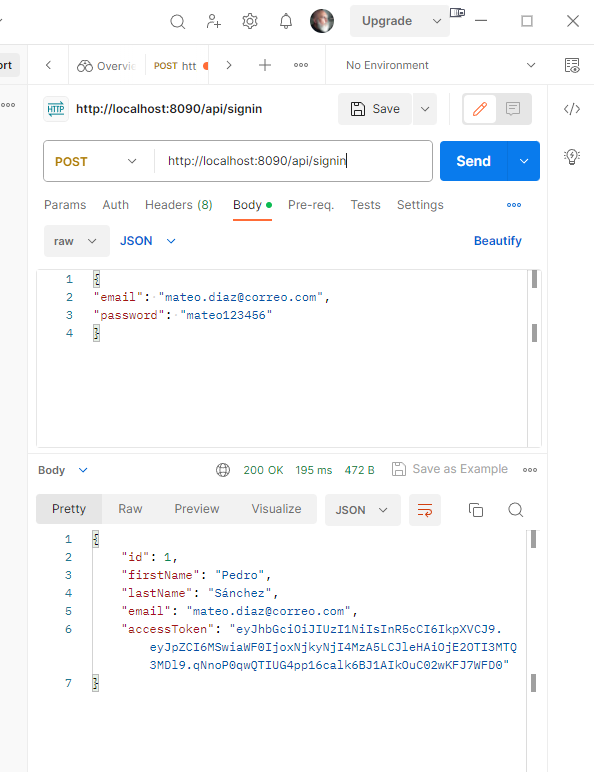 Upgrade
ort
Overvi
POST htt
No Environment
HTTP
http://localhost:8090/api/signin
Save
POST
http://localhost:8090/api/signin
Send
Params
Auth
Headers (8)
Body
Pre-req.
Tests
Settings
raw
JSON
Beautify
1 {
2 "email": "mateo.diaz@correo.com",
3 "password": "mateo123456"
4 }
Body
200 OK
195 ms
472 B
Save as Example
Pretty
Raw
Preview
Visualize
JSON
1 {
2 "id": 1,
3 "firstName": "Pedro",
4 "lastName": "Sánchez",
5 "email": "mateo.diaz@correo.com",
6 "accessToken": "eyJhbGciOiJIUzI1NiIsInR5cCI6IkpXVCJ9.
eyJpZCI6MSwiaWF0IjoxNjkyNjI4MzA5LCJleHAiOjE2OTI3MTQ
3MDl9.qNnoP0qwQTIUG4pp16calk6BJ1AIkOuC02wKFJ7WFD0"
7 }